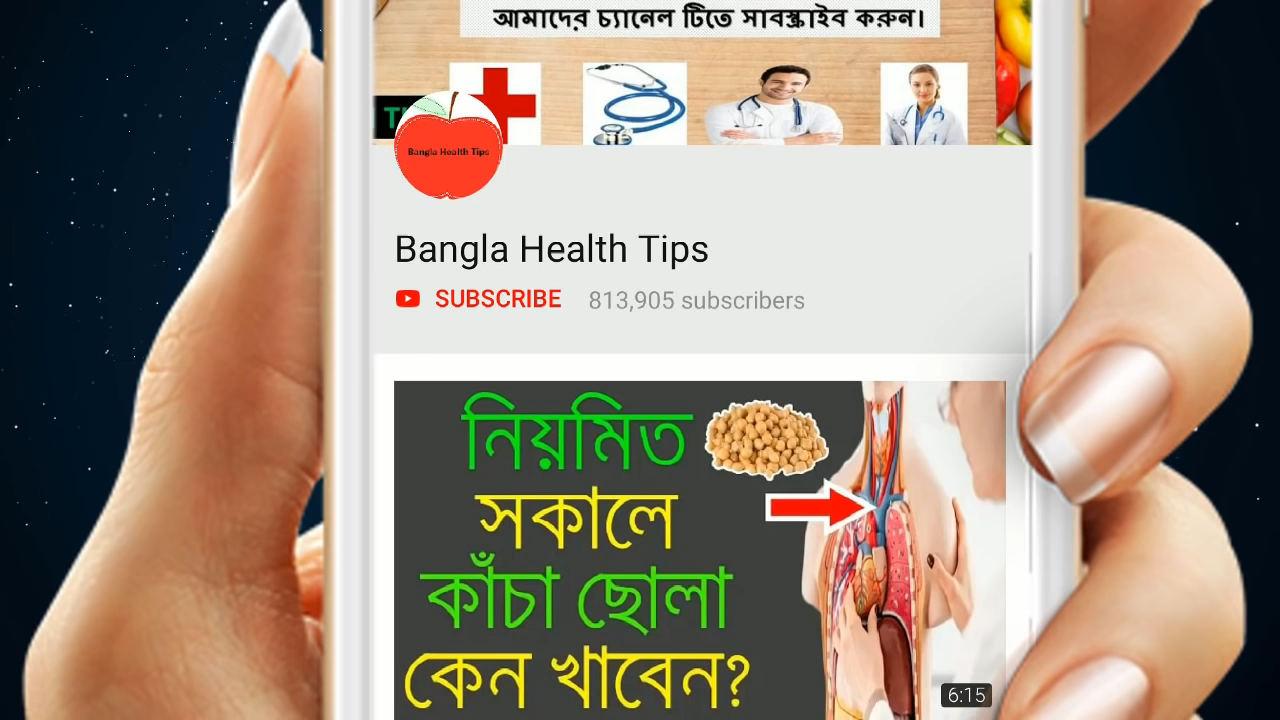 আমাদের চ্যানেল টিতে সাবস্ক্রাইব করুন।
Bangla Health Tips
Bangla Health Tips
SUBSCRIBE 813,905 subscribers
নিয়মিত
সকালে
কাঁচা ছোলা
কেন খাবেন?
6:15